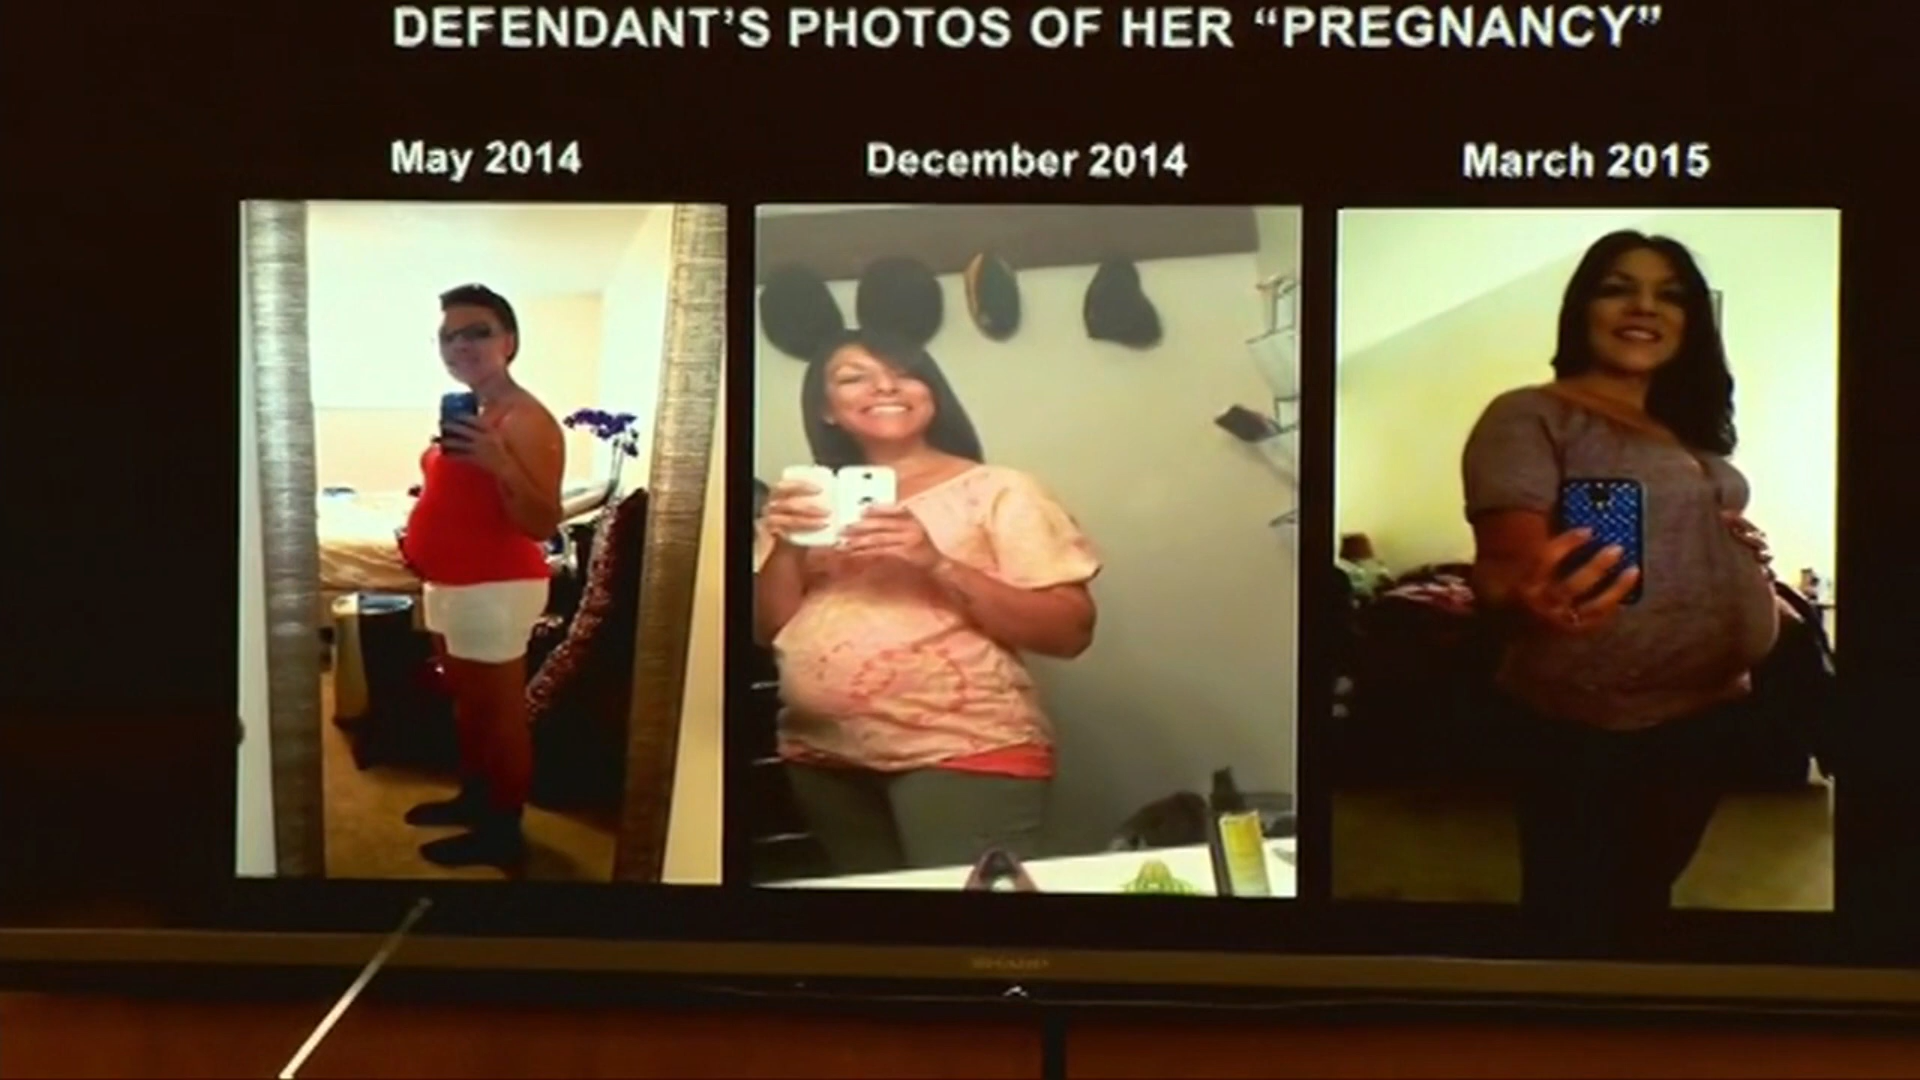 DEFENDANT’S PHOTOS OF HER “PREGNANCY”
May 2014
December 2014
March 2015
SHARP